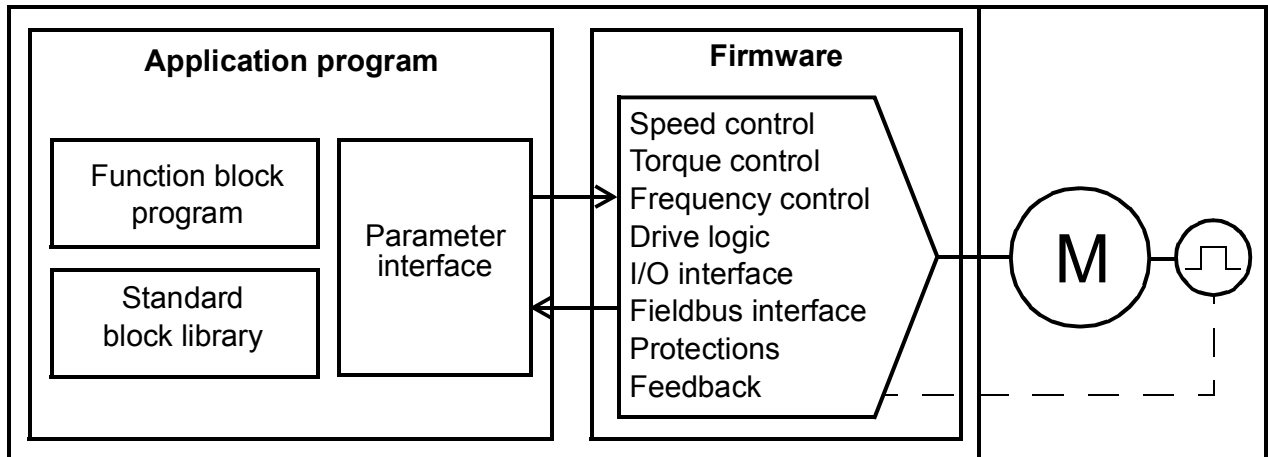 Application program
Function block
program
Standard
block library
Parameter
interface
Firmware
Speed control
Torque control
Frequency control
Drive logic
I/O interface
Fieldbus interface
Protections
Feedback
M